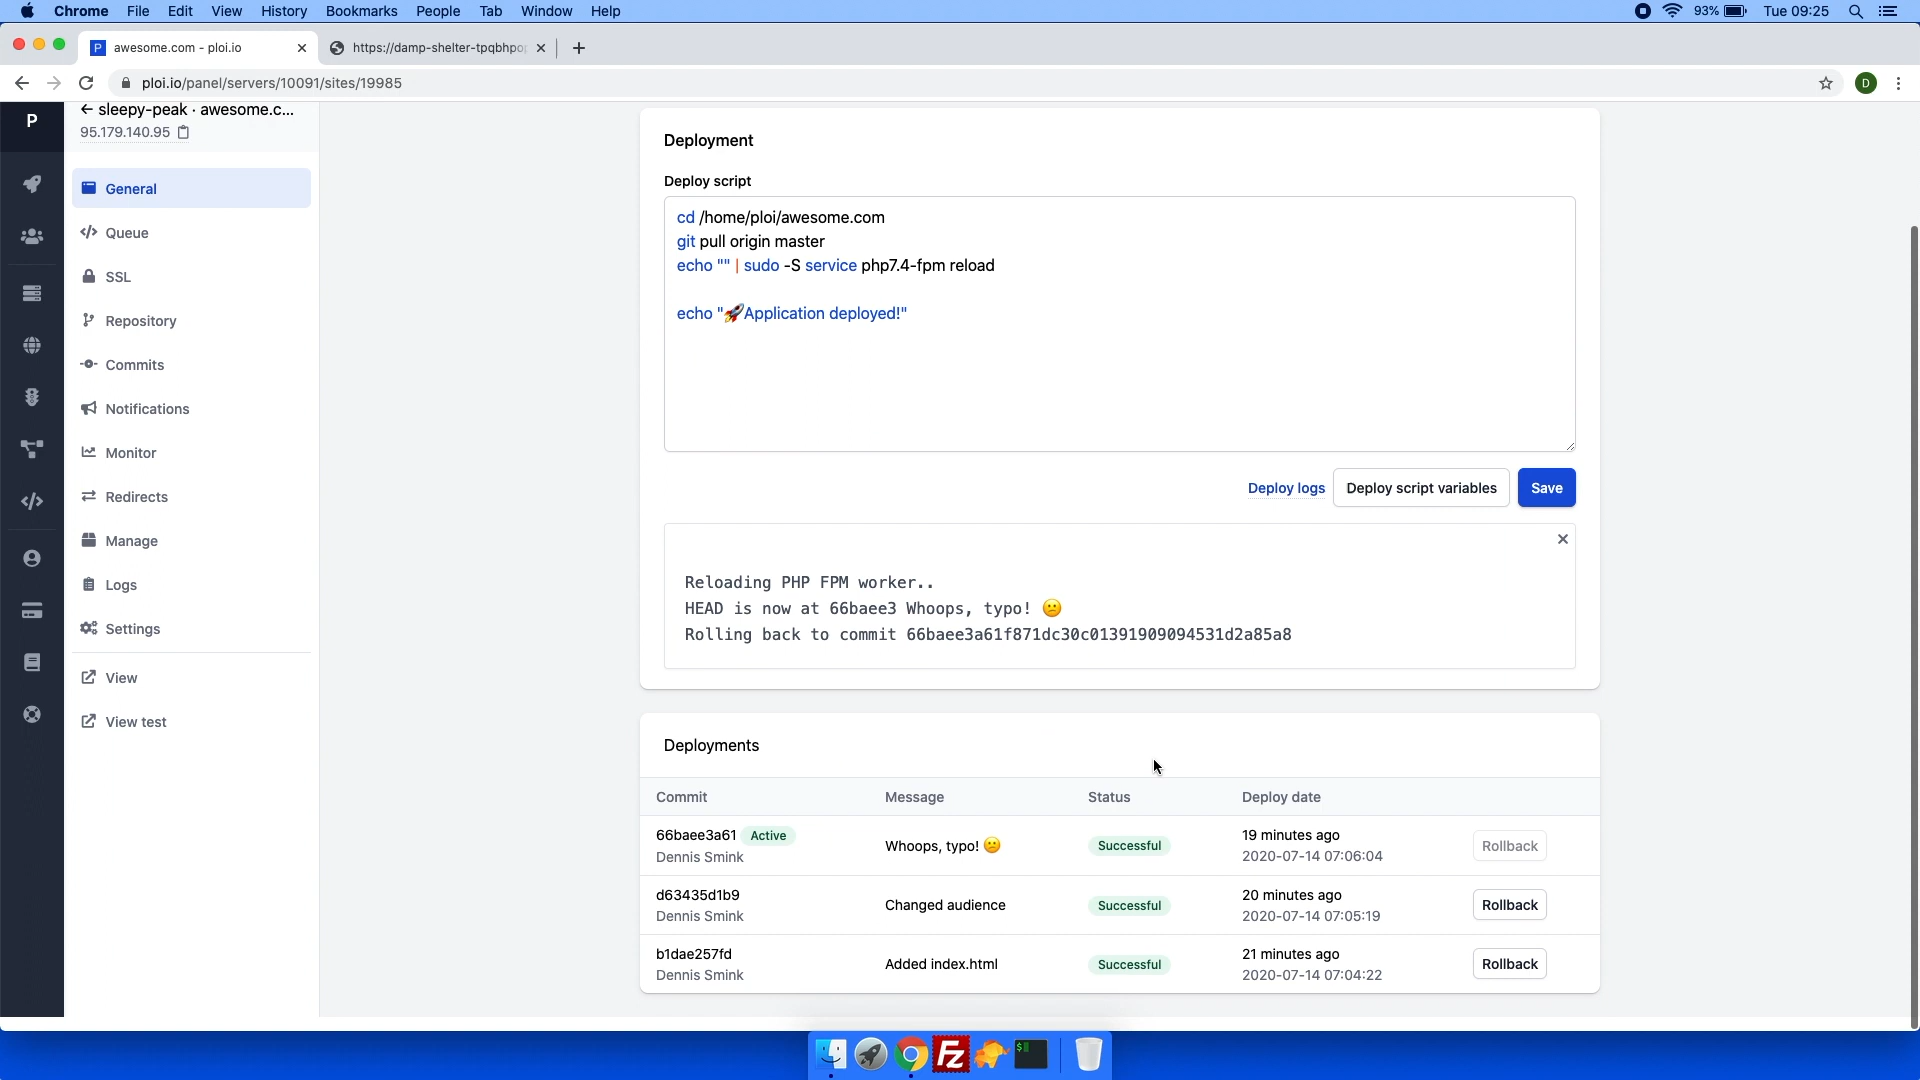 Chrome File Edit View History Bookmarks People Tab Window Help 93% Tue 09:25
P awesome.com - ploi.io https://damp-shelter-tpqbhpop
ploi.io/panel/servers/10091/sites/19985 D
P
← sleepy-peak · awesome.c...
95.179.140.95
General
Queue
SSL
Repository
Commits
Notifications
Monitor
Redirects
Manage
Logs
Settings
View
View test
Deployment
Deploy script
cd /home/ploi/awesome.com
git pull origin master
echo "" | sudo -S service php7.4-fpm reload
echo "🚀Application deployed!"
Deploy logs Deploy script variables Save
Reloading PHP FPM worker..
HEAD is now at 66baee3 Whoops, typo! 😕
Rolling back to commit 66baee3a61f871dc30c01391909094531d2a85a8
Deployments
Commit Message Status Deploy date
66baee3a61 Active Whoops, typo! 😕 Successful 19 minutes ago Rollback
Dennis Smink 2020-07-14 07:06:04
d63435d1b9 Changed audience Successful 20 minutes ago Rollback
Dennis Smink 2020-07-14 07:05:19
b1dae257fd Added index.html Successful 21 minutes ago Rollback
Dennis Smink 2020-07-14 07:04:22
Fz $